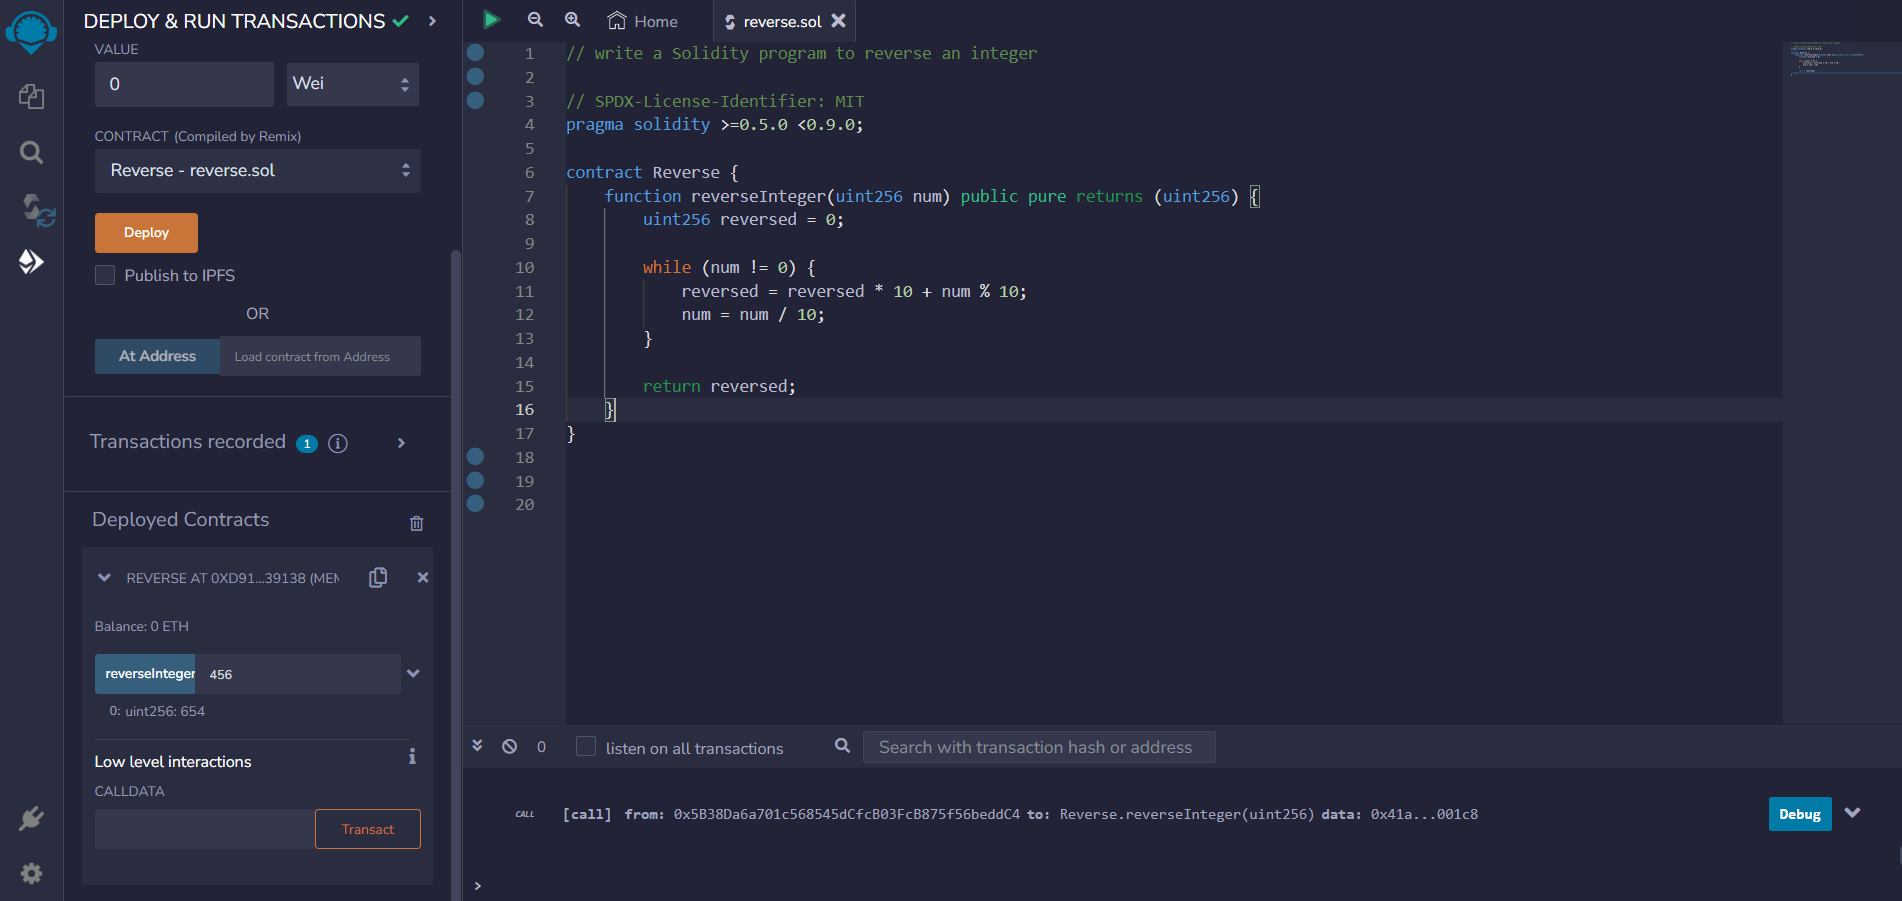 DEPLOY & RUN TRANSACTIONS
VALUE
0
Wei
CONTRACT (Compiled by Remix)
Reverse - reverse.sol
Deploy
Publish to IPFS
OR
At Address
Load contract from Address
Transactions recorded 1 i
Deployed Contracts
REVERSE AT 0XD91...39138 (MEM
Balance: 0 ETH
reverseInteger 456
0: uint256: 654
Low level interactions
CALLDATA
Transact
Home
reverse.sol
1 // write a Solidity program to reverse an integer
2
3 // SPDX-License-Identifier: MIT
4 pragma solidity >=0.5.0 <0.9.0;
5
6 contract Reverse {
7 function reverseInteger(uint256 num) public pure returns (uint256) {
8 uint256 reversed = 0;
9
10 while (num != 0) {
11 reversed = reversed * 10 + num % 10;
12 num = num / 10;
13 }
14
15 return reversed;
16 }
17 }
18
19
20
0
listen on all transactions
Search with transaction hash or address
CALL [call] from: 0x5B38Da6a701c568545dCfcB03FcB875f56beddC4 to: Reverse.reverseInteger(uint256) data: 0x41a...001c8
Debug
>